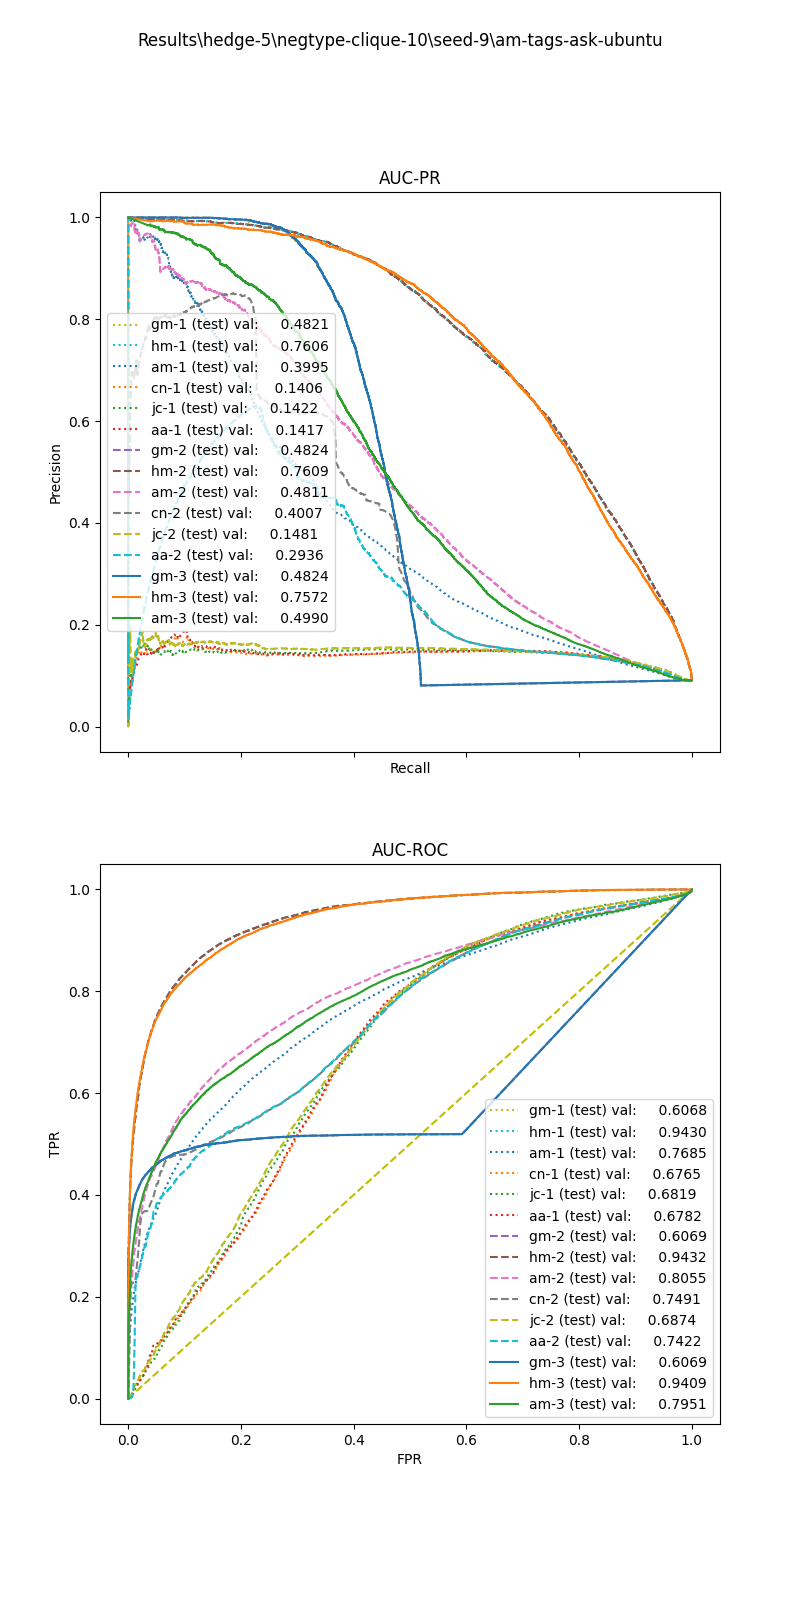 Results\hedge-5\negtype-clique-10\seed-9\am-tags-ask-ubuntu
AUC-PR
1.0
0.8
0.6
0.4
0.2
0.0
Precision
gm-1 (test) val: 0.4821
hm-1 (test) val: 0.7606
am-1 (test) val: 0.3995
cn-1 (test) val: 0.1406
jc-1 (test) val: 0.1422
aa-1 (test) val: 0.1417
gm-2 (test) val: 0.4824
hm-2 (test) val: 0.7609
am-2 (test) val: 0.4811
cn-2 (test) val: 0.4007
jc-2 (test) val: 0.1481
aa-2 (test) val: 0.2936
gm-3 (test) val: 0.4824
hm-3 (test) val: 0.7572
am-3 (test) val: 0.4990
Recall
AUC-ROC
1.0
0.8
0.6
0.4
0.2
0.0
TPR
gm-1 (test) val: 0.6068
hm-1 (test) val: 0.9430
am-1 (test) val: 0.7685
cn-1 (test) val: 0.6765
jc-1 (test) val: 0.6819
aa-1 (test) val: 0.6782
gm-2 (test) val: 0.6069
hm-2 (test) val: 0.9432
am-2 (test) val: 0.8055
cn-2 (test) val: 0.7491
jc-2 (test) val: 0.6874
aa-2 (test) val: 0.7422
gm-3 (test) val: 0.6069
hm-3 (test) val: 0.9409
am-3 (test) val: 0.7951
0.0 0.2 0.4 0.6 0.8 1.0
FPR